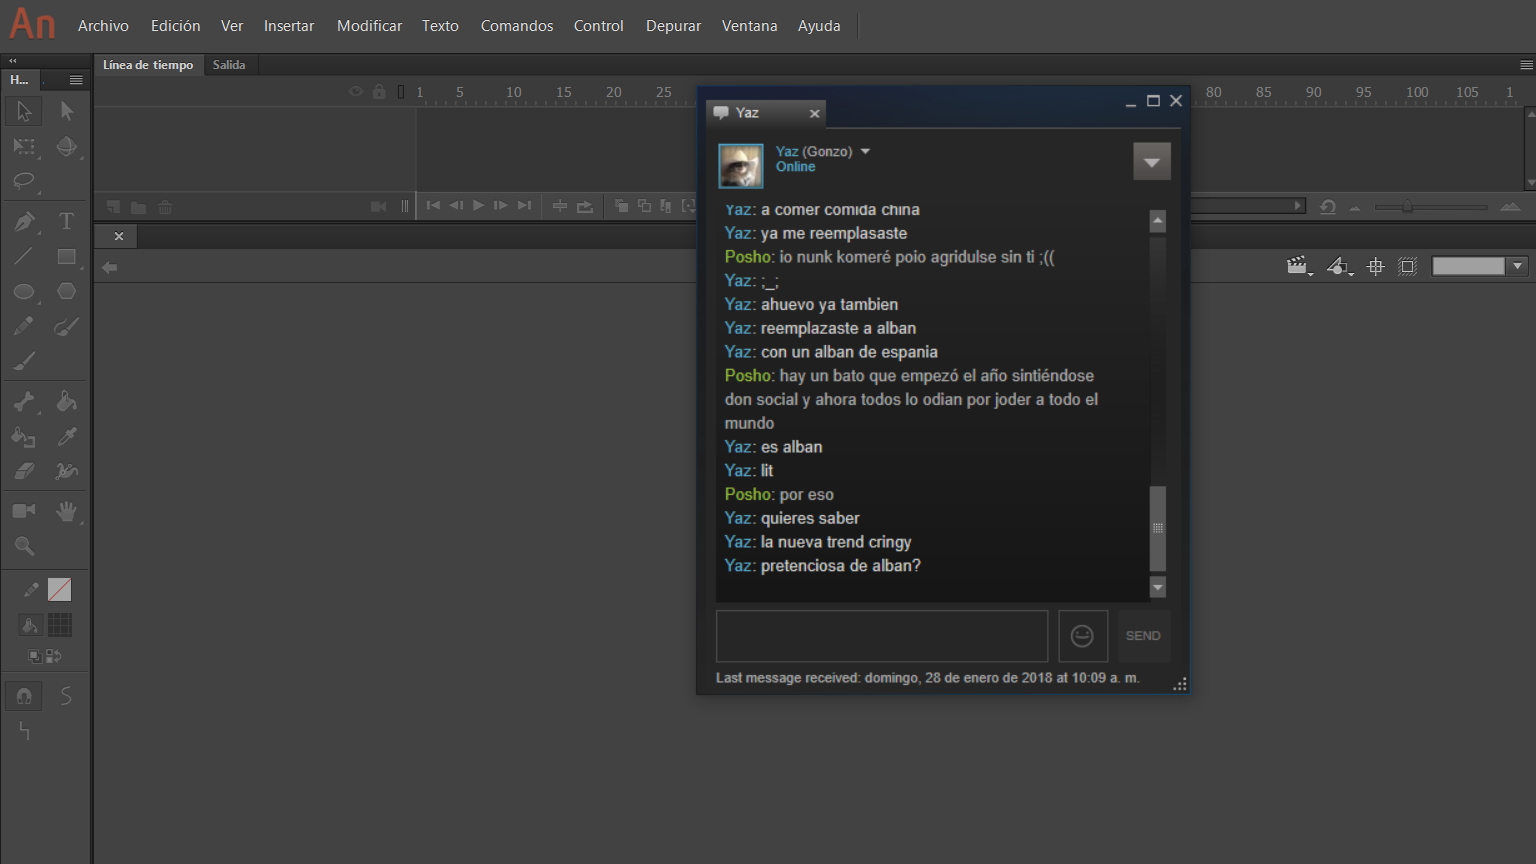 An Archivo Edición Ver Insertar Modificar Texto Comandos Control Depurar Ventana Ayuda
H... Línea de tiempo Salida
1 5 10 15 20 25 80 85 90 95 100 105 1
Yaz
Yaz (Gonzo)
Online
Yaz: a comer comida china
Yaz: ya me reemplasaste
Posho: io nunk komeré poio agridulse sin ti ;((
Yaz: ;_;
Yaz: ahuevo ya tambien
Yaz: reemplazaste a alban
Yaz: con un alban de espania
Posho: hay un bato que empezó el año sintiéndose
don social y ahora todos lo odian por joder a todo el
mundo
Yaz: es alban
Yaz: lit
Posho: por eso
Yaz: quieres saber
Yaz: la nueva trend cringy
Yaz: pretenciosa de alban?
SEND
Last message received: domingo, 28 de enero de 2018 at 10:09 a. m.